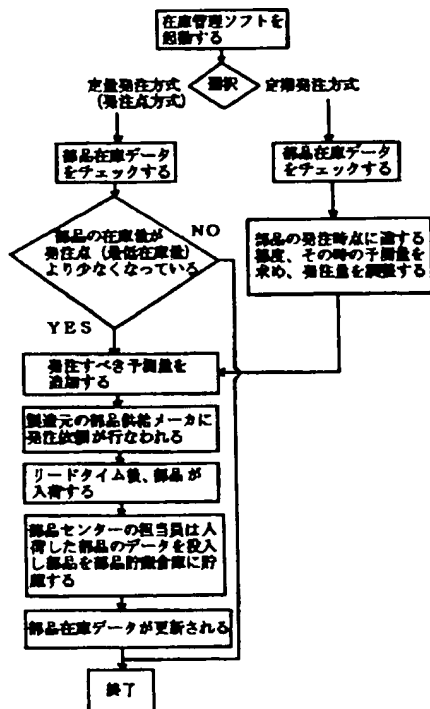 在庫管理ソフトを
起動する
選択
定量発注方式
(発注点方式)
定期発注方式
部品在庫データ
をチェックする
部品在庫データ
をチェックする
部品の在庫量が
発注点(最低在庫量)
より少なくなっている
NO
YES
部品の発注時点に達する
都度、その時の予測量を
求め、発注量を調整する
発注すべき予測量を
追加する
製造元の部品供給メーカに
発注依頼が行なわれる
リードタイム後、部品が
入荷する
部品センターの担当員は入
荷した部品のデータを投入
し部品を部品貯蔵倉庫に貯
蔵する
部品在庫データが更新される
終了